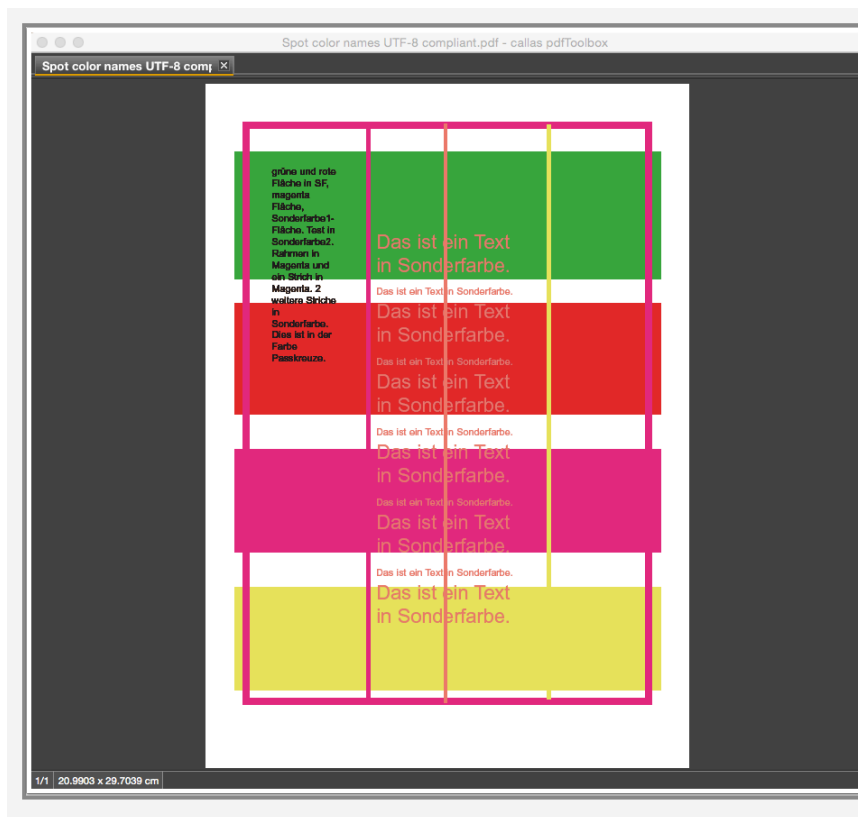 Spot color names UTF-8 compliant.pdf - callas pdfToolbox
Spot color names UTF-8 comp
grüne und rote
Fläche in SF,
magenta
Fläche,
Sonderfarbe1-
Fläche. Test in
Sonderfarbe2.
Rahmen in
Magenta und
ein Strich in
Magenta. 2
weitere Striche
in
Sonderfarbe.
Dies ist in der
Farbe
Passkreuze.
Das ist ein Text
in Sonderfarbe.
Das ist ein Text in Sonderfarbe.
Das ist ein Text
in Sonderfarbe.
Das ist ein Text in Sonderfarbe.
Das ist ein Text
in Sonderfarbe.
Das ist ein Text in Sonderfarbe.
Das ist ein Text
in Sonderfarbe.
Das ist ein Text in Sonderfarbe.
Das ist ein Text
in Sonderfarbe.
Das ist ein Text in Sonderfarbe.
Das ist ein Text
in Sonderfarbe.
1/1 20.9903 x 29.7039 cm